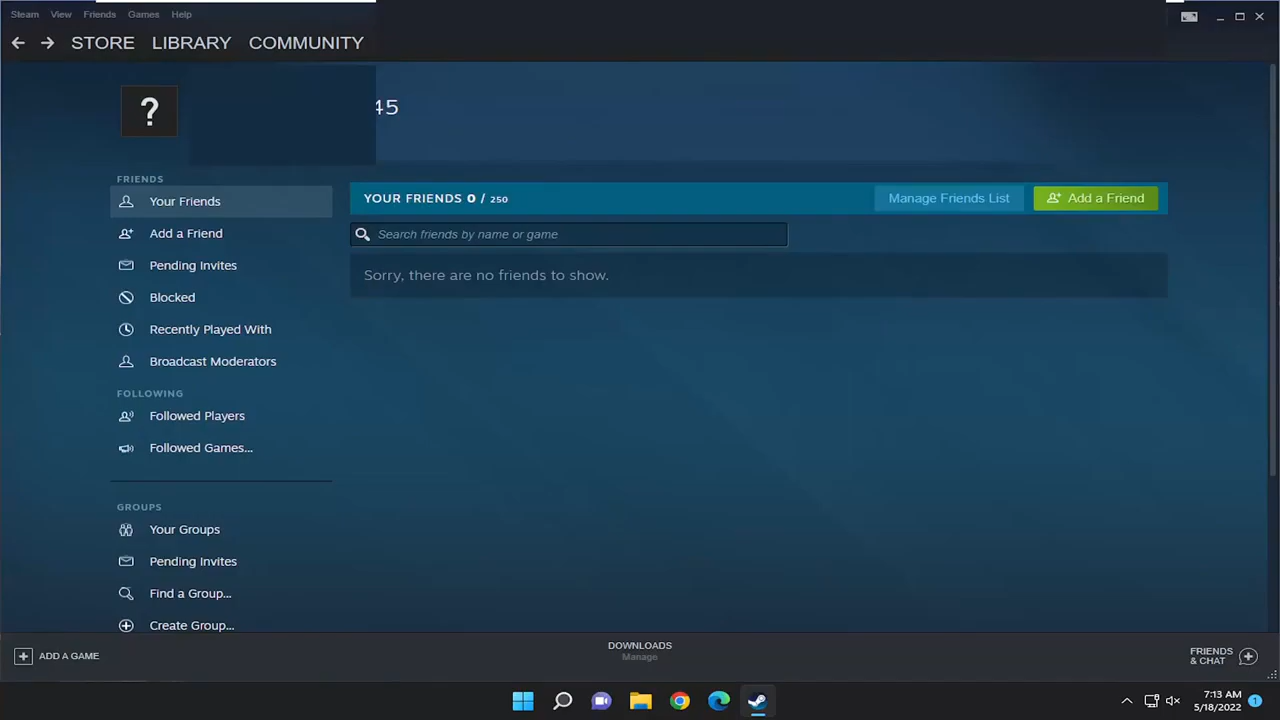 Steam View Friends Games Help
STORE LIBRARY COMMUNITY
?
45
FRIENDS
Your Friends
Add a Friend
Pending Invites
Blocked
Recently Played With
Broadcast Moderators
FOLLOWING
Followed Players
Followed Games...
GROUPS
Your Groups
Pending Invites
Find a Group...
Create Group...
YOUR FRIENDS 0 / 250
Manage Friends List
Add a Friend
Search friends by name or game
Sorry, there are no friends to show.
ADD A GAME
DOWNLOADS
Manage
FRIENDS
& CHAT
7:13 AM
5/18/2022
1